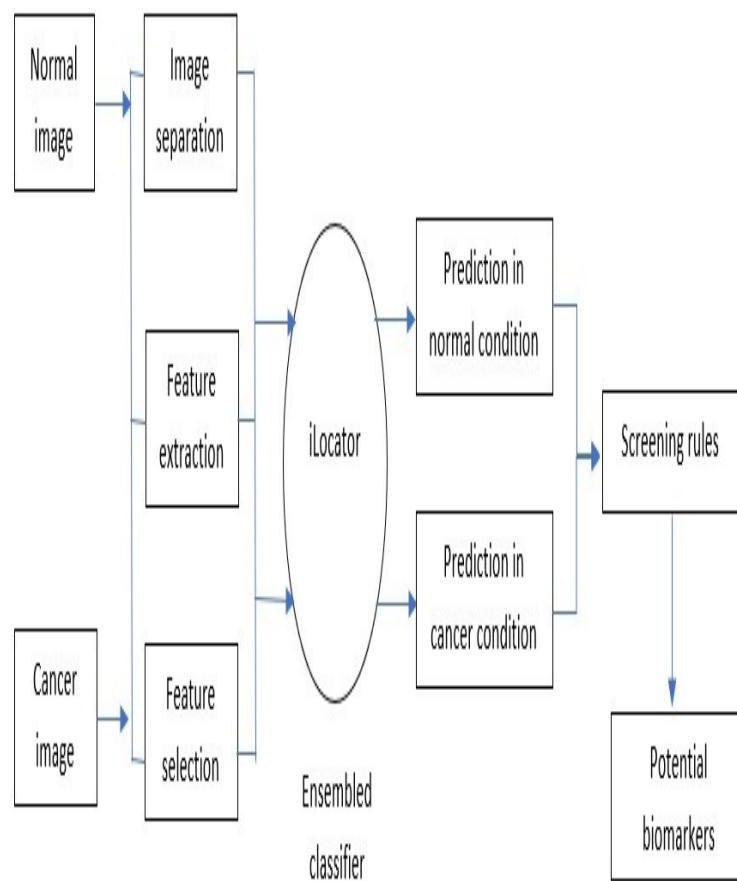 Normal
image
Image
separation
Feature
extraction
Cancer
image
Feature
selection
iLocator
Ensembled
classifier
Prediction in
normal condition
Prediction in
cancer condition
Screening rules
Potential
biomarkers